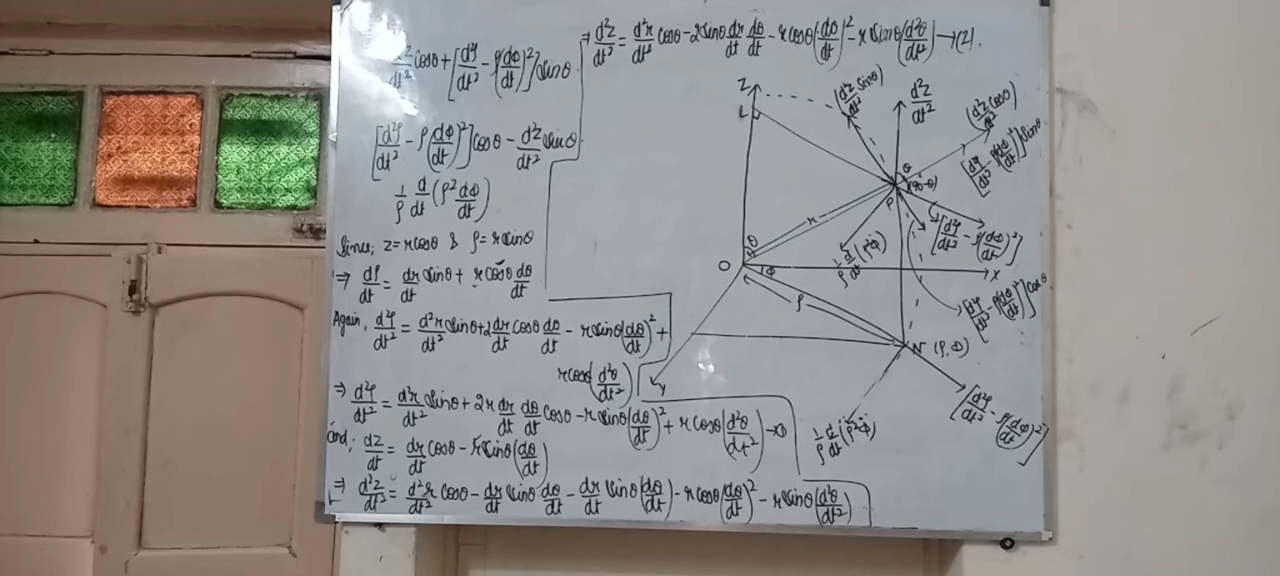 d²z/dt² cosθ + [d²ρ/dt² - ρ(dΦ/dt)²] sinθ
[d²ρ/dt² - ρ(dΦ/dt)²] cosθ - d²z/dt² sinθ
1/ρ d/dt (ρ² dΦ/dt)
Since, z = rcosθ & ρ = rsinθ
⇒ dρ/dt = dr/dt sinθ + r cosθ dθ/dt
Again, d²ρ/dt² = d²r/dt² sinθ + 2 dr/dt cosθ dθ/dt - r sinθ(dθ/dt)² +
rcosθ(d²θ/dt²)
⇒ d²ρ/dt² = d²r/dt² sinθ + 2r dr/dt dθ/dt cosθ - r sinθ(dθ/dt)² + r cosθ(d²θ/dt²) →①
and, dz/dt = dr/dt cosθ - r sinθ(dθ/dt)
⇒ d²z/dt² = d²r/dt² cosθ - dr/dt sinθ dθ/dt - dr/dt sinθ(dθ/dt) - r cosθ(dθ/dt)² - r sinθ(d²θ/dt²)
⇒ d²z/dt² = d²r/dt² cosθ - 2sinθ dr/dt dθ/dt - r cosθ(dθ/dt)² - r sinθ(d²θ/dt²) →(2).
Z
L
(d²z/dt² sinθ)
d²z/dt²
(d²z/dt² cosθ)
[d²ρ/dt² - ρ(dΦ/dt)²] sinθ
θ
(90-θ)
P
r
θ
O
Φ
X
1/ρ d/dt (ρ²Φ̇)
[d²ρ/dt² - ρ(dΦ/dt)²]
[d²ρ/dt² - ρ(dΦ/dt)²] cosθ
ρ
N (ρ, Φ)
Y
1/ρ d/dt (ρ²Φ̇)
[d²ρ/dt² - ρ(dΦ/dt)²]